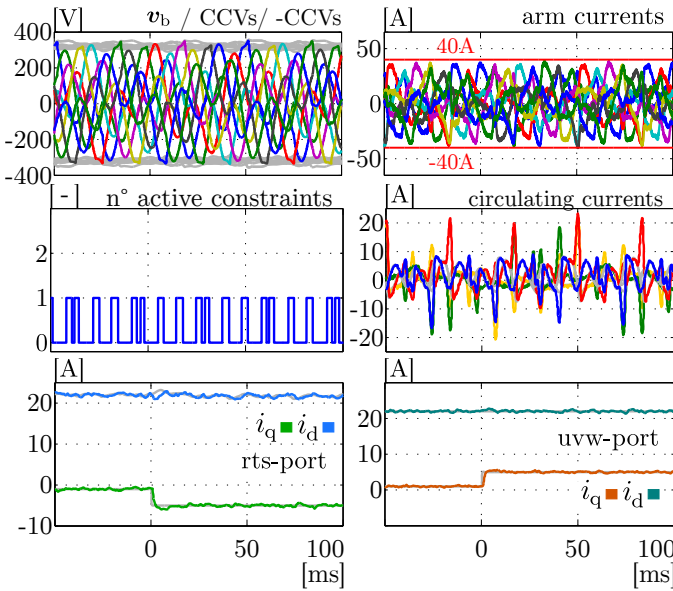 [V] v_b / CCVs/ -CCVs
400
200
0
-200
-400
[A] arm currents
50
0
-50
40A
-40A
[-] n° active constraints
2
1
0
[A] circulating currents
20
10
0
-10
-20
[A]
20
10
0
-10
i_q i_d
rts-port
0 50 100
[ms]
[A]
20
10
0
uvw-port
i_q i_d
0 50 100
[ms]